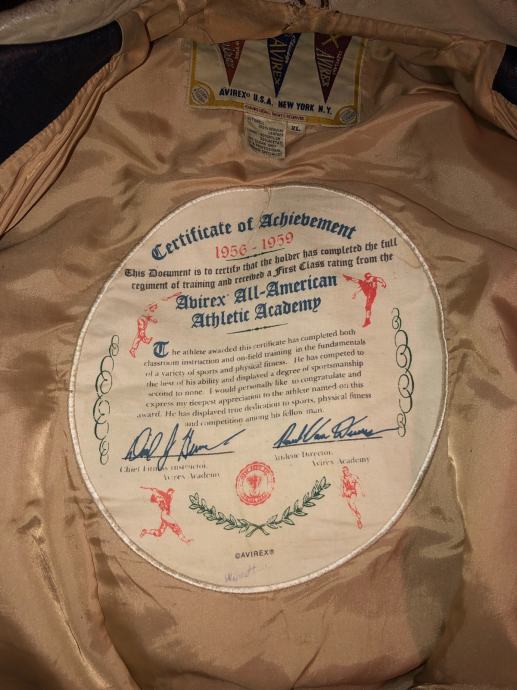 AVIREX
AVIREX
AVIREX® U.S.A. NEW YORK N.Y.
XL
Certificate of Achievement
1956 - 1959
This Document is to certify that the holder has completed the full
regiment of training and received a First Class rating from the
Avirex® All-American
Athletic Academy
The athlete awarded this certificate has completed both
classroom instruction and on-field training in the fundamentals
of a variety of sports and physical fitness. He has competed to
the best of his ability and displayed a degree of sportsmanship
second to none. I would personally like to congratulate and
express my deepest appreciation to the athlete named on this
award. He has displayed true dedication to sports, physical fitness
and competition among his fellow man.
Chief Fitness Instructor, Athletic Director,
Avirex Academy Avirex Academy
©AVIREX®